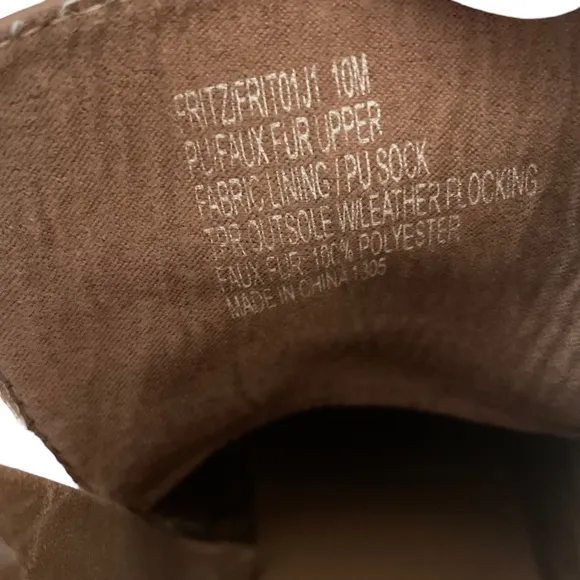 FRITZ/FRIT01J1 10M
PU/FAUX FUR UPPER
FABRIC LINING / PU SOCK
TPR OUTSOLE W/LEATHER FLOCKING
FAUX FUR: 100% POLYESTER
MADE IN CHINA 1305